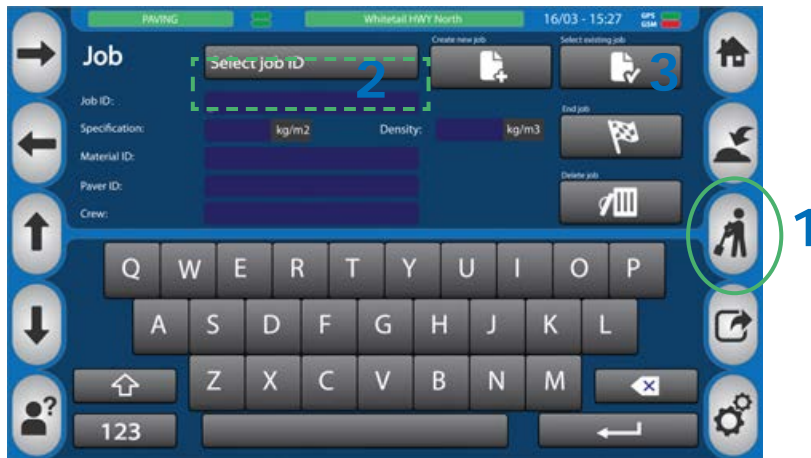 PAVING Whitetail HWY North 16/03 - 15:27 GPS GSM
Create new job Select existing job
Job Select job ID 2 3
Job ID: End job
Specification: kg/m2 Density: kg/m3
Material ID:
Delete job
Paver ID:
Crew:
1
Q W E R T Y U I O P
A S D F G H J K L
Z X C V B N M
?
123